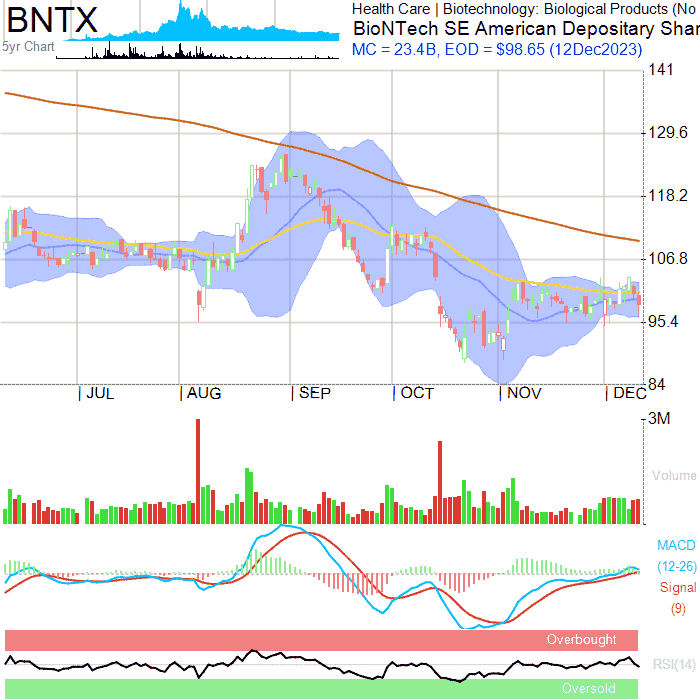 BNTX
5yr Chart
Health Care | Biotechnology: Biological Products (No
BioNTech SE American Depositary Shar
MC = 23.4B, EOD = $98.65 (12Dec2023)
141
129.6
118.2
106.8
95.4
84
JUL AUG SEP OCT NOV DEC
3M
Volume
MACD
(12-26)
Signal
(9)
Overbought
RSI(14)
Oversold